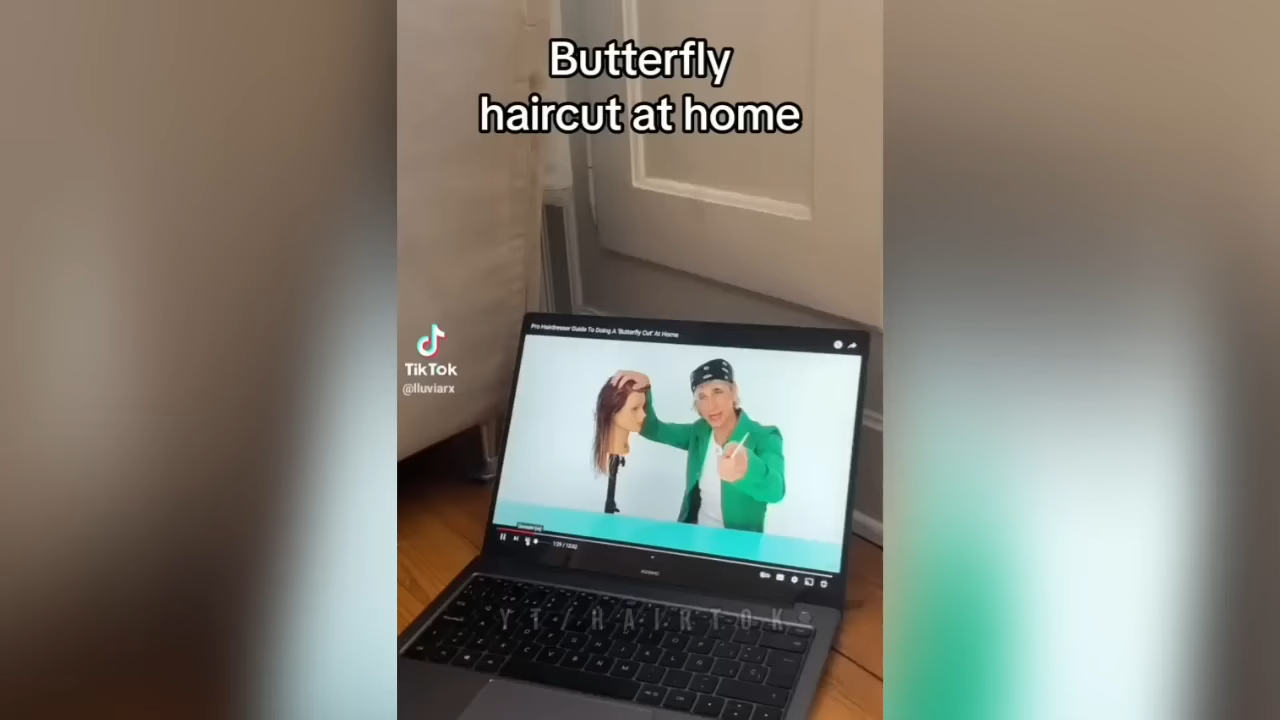 Butterfly
haircut at home
Pro Hairdresser Guide To Doing A 'Butterfly Cut' At Home
TikTok
@lluviarx
YT/HAIRTOK